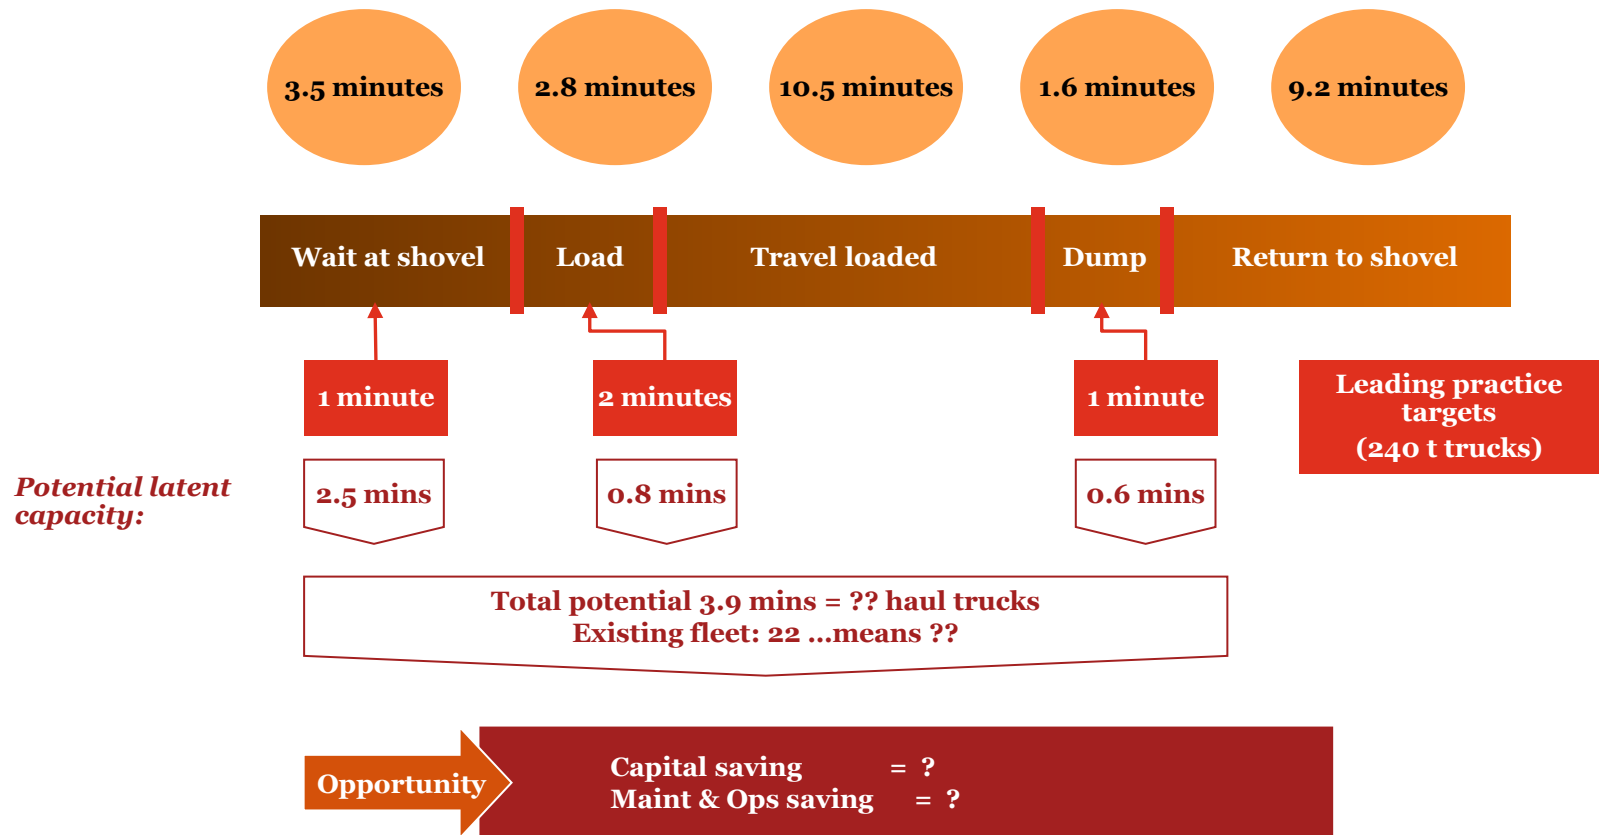 3.5 minutes
2.8 minutes
10.5 minutes
1.6 minutes
9.2 minutes
Wait at shovel
Load
Travel loaded
Dump
Return to shovel
1 minute
2 minutes
1 minute
Leading practice
targets
(240 t trucks)
Potential latent
capacity:
2.5 mins
0.8 mins
0.6 mins
Total potential 3.9 mins = ?? haul trucks
Existing fleet: 22 ...means ??
Opportunity
Capital saving = ?
Maint & Ops saving = ?